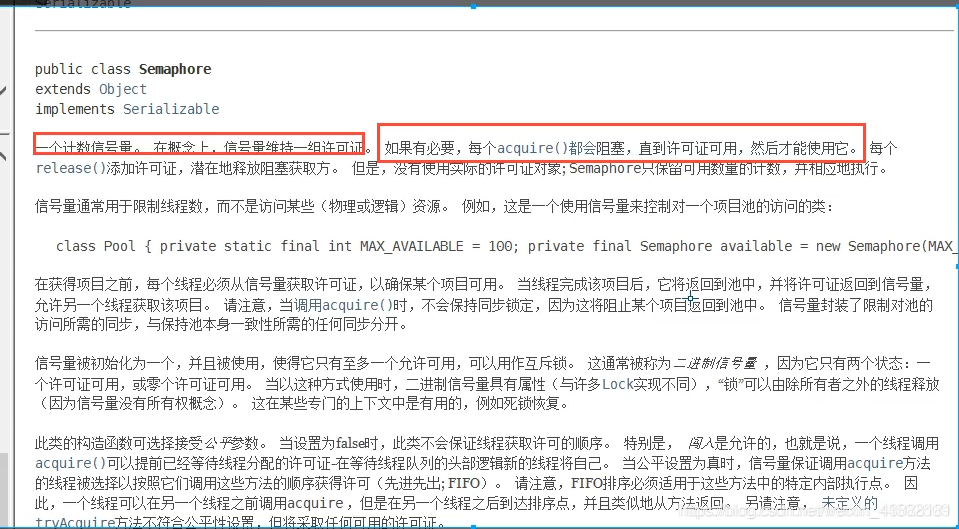 Serializable
public class Semaphore
extends Object
implements Serializable
一个计数信号量。 在概念上，信号量维持一组许可证。 如果有必要，每个acquire()都会阻塞，直到许可证可用，然后才能使用它。 每个
release()添加许可证，潜在地释放阻塞获取方。 但是，没有使用实际的许可证对象; Semaphore只保留可用数量的计数，并相应地执行。
信号量通常用于限制线程数，而不是访问某些（物理或逻辑）资源。 例如，这是一个使用信号量来控制对一个项目池的访问的类：
class Pool { private static final int MAX_AVAILABLE = 100; private final Semaphore available = new Semaphore(MAX_
在获得项目之前，每个线程必须从信号量获取许可证，以确保某个项目可用。 当线程完成该项目后，它将返回到池中，并将许可证返回到信号量，
允许另一个线程获取该项目。 请注意，当调用acquire()时，不会保持同步锁定，因为这将阻止某个项目返回到池中。 信号量封装了限制对池的
访问所需的同步，与保持池本身一致性所需的任何同步分开。
信号量被初始化为一个，并且被使用，使得它只有至多一个允许可用，可以用作互斥锁。 这通常被称为二进制信号量 ，因为它只有两个状态：一
个许可证可用，或零个许可证可用。 当以这种方式使用时，二进制信号量具有属性（与许多Lock实现不同），“锁”可以由除所有者之外的线程释放
（因为信号量没有所有权概念）。 这在某些专门的上下文中是有用的，例如死锁恢复。
此类的构造函数可选择接受公平参数。 当设置为false时，此类不会保证线程获取许可的顺序。 特别是， 闯入是允许的，也就是说，一个线程调用
acquire()可以提前已经等待线程分配的许可证-在等待线程队列的头部逻辑新的线程将自己。 当公平设置为真时，信号量保证调用acquire方法
的线程被选择以按照它们调用这些方法的顺序获得许可（先进先出; FIFO）。 请注意，FIFO排序必须适用于这些方法中的特定内部执行点。 因
此，一个线程可以在另一个线程之前调用acquire ，但是在另一个线程之后到达排序点，并且类似地从方法返回。 另请注意， 未定义的
tryAcquire方法不符合公平性设置，但将采取任何可用的许可证。